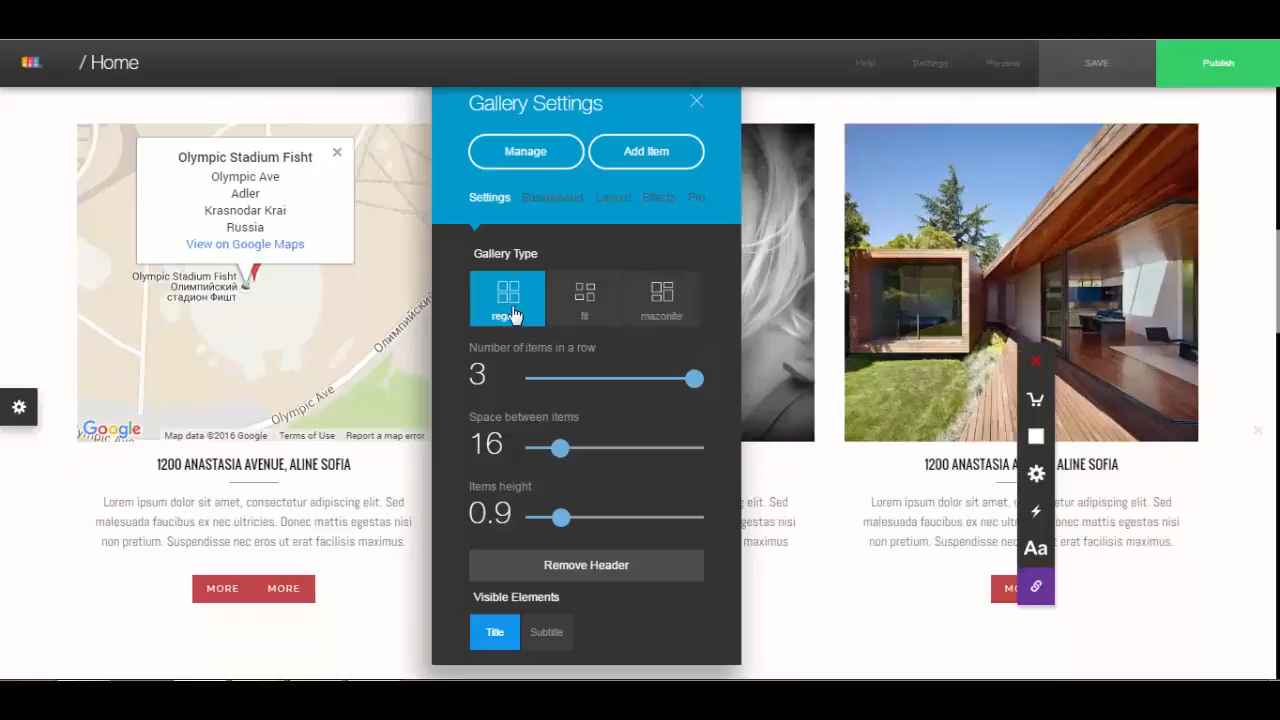 / Home
Help
Settings
Preview
SAVE
Publish
Olympic Stadium Fisht
Olympic Ave
Adler
Krasnodar Krai
Russia
View on Google Maps
Olympic Stadium Fisht
Олимпийский
стадион Фишт
Олимпийский
Olympic Ave
Google
Map data ©2016 Google
Terms of Use
Report a map error
1200 ANASTASIA AVENUE, ALINE SOFIA
Lorem ipsum dolor sit amet, consectetur adipiscing elit. Sed
malesuada faucibus ex nec ultricies. Donec mattis egestas nisi
non pretium. Suspendisse nec eros ut erat facilisis maximus.
MORE
MORE
Gallery Settings
Manage
Add Item
Settings
Background
Layout
Effects
Pro
Gallery Type
fit
mazonite
Number of items in a row
3
Space between items
16
Items height
0.9
Remove Header
Visible Elements
Title
Subtitle
elit. Sed
as nisi
maximus
1200 ANASTASIA
ALINE SOFIA
Lorem ipsum dolor sit amet,
adipiscing elit. Sed
malesuada faucibus ex nec
mattis egestas nisi
non pretium. Suspendisse nec
facilisis maximus.
Aa